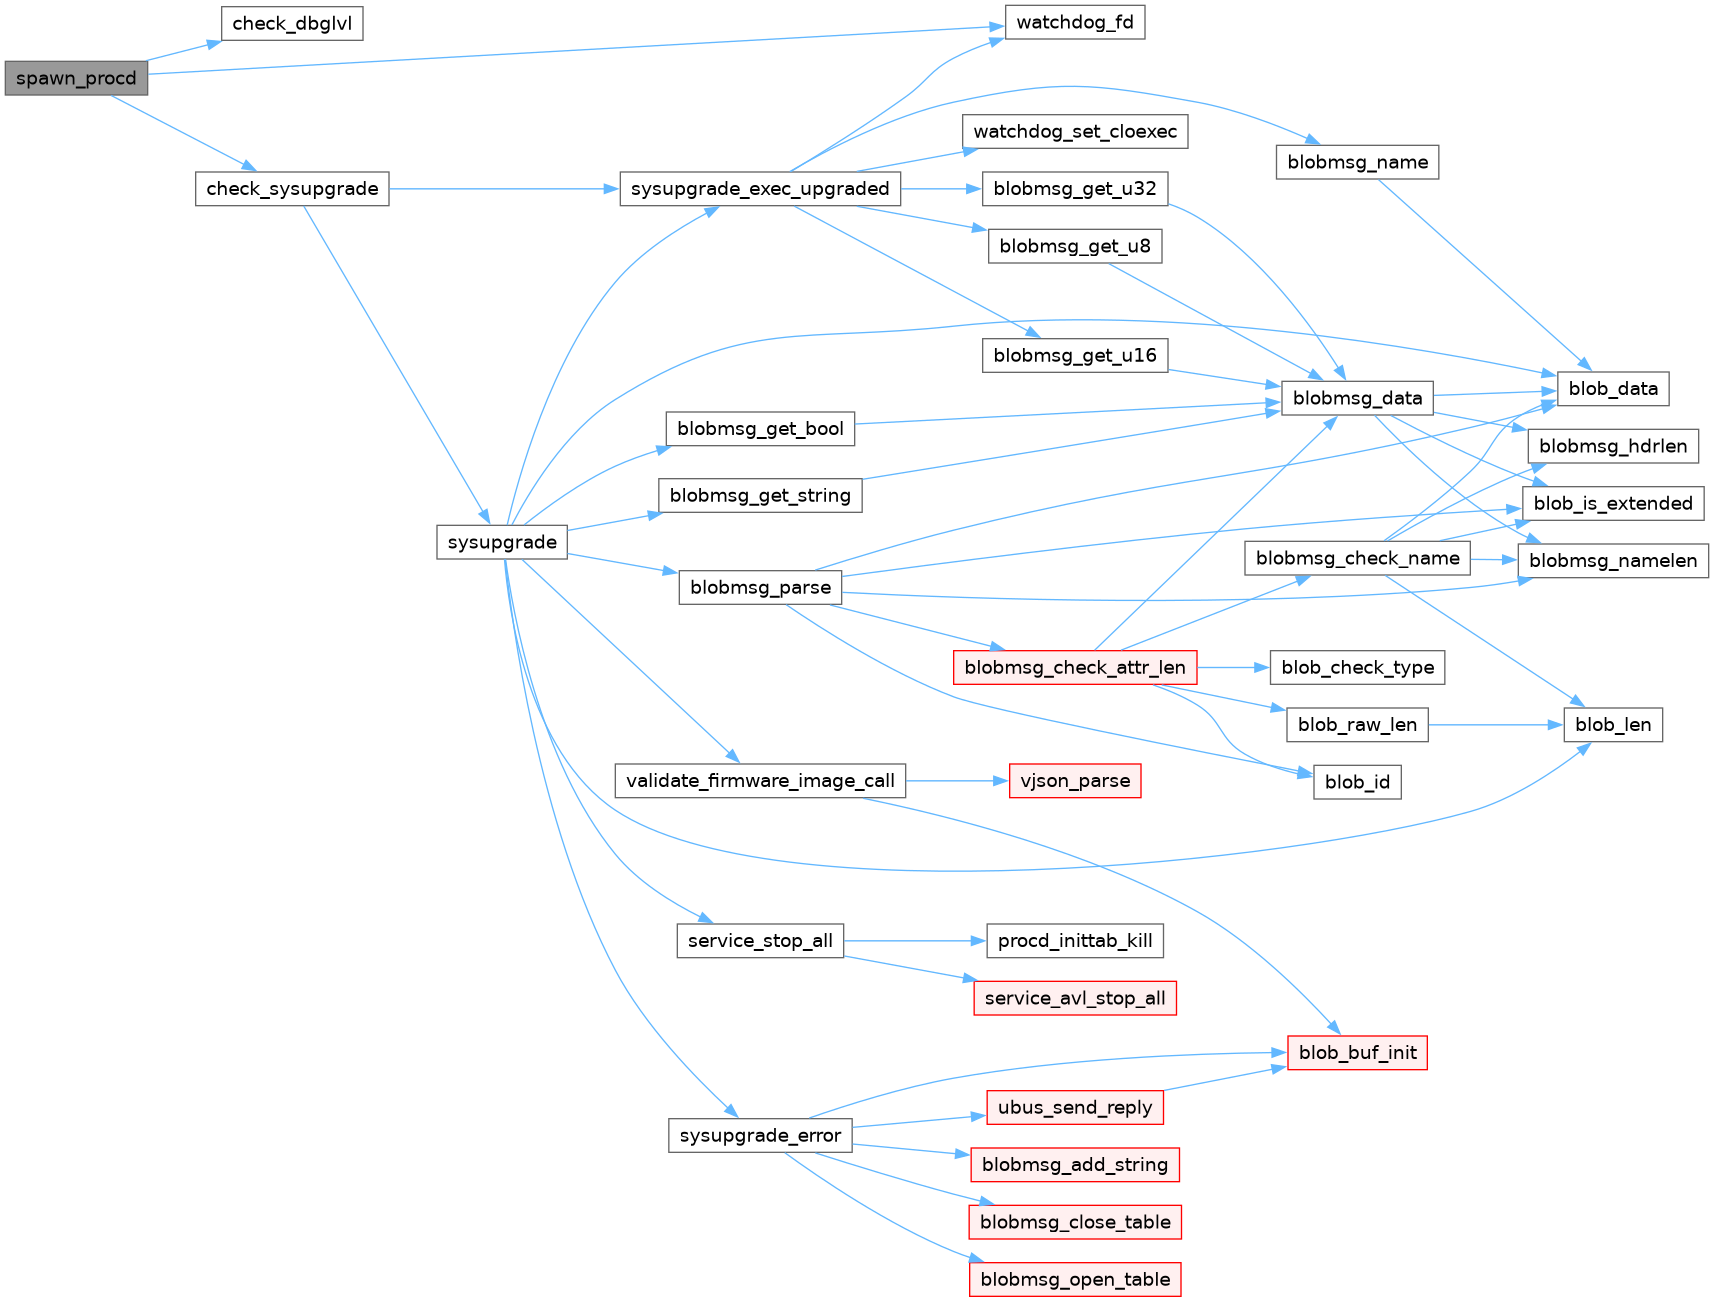 spawn_procd
check_dbglvl
watchdog_fd
check_sysupgrade
sysupgrade_exec_upgraded
watchdog_set_cloexec
blobmsg_name
blobmsg_get_u32
blobmsg_get_u8
blobmsg_get_u16
blobmsg_data
blob_data
blobmsg_get_bool
blobmsg_hdrlen
blobmsg_get_string
blob_is_extended
sysupgrade
blobmsg_check_name
blobmsg_namelen
blobmsg_parse
blobmsg_check_attr_len
blob_check_type
blob_raw_len
blob_len
validate_firmware_image_call
vjson_parse
blob_id
service_stop_all
procd_inittab_kill
service_avl_stop_all
blob_buf_init
ubus_send_reply
sysupgrade_error
blobmsg_add_string
blobmsg_close_table
blobmsg_open_table